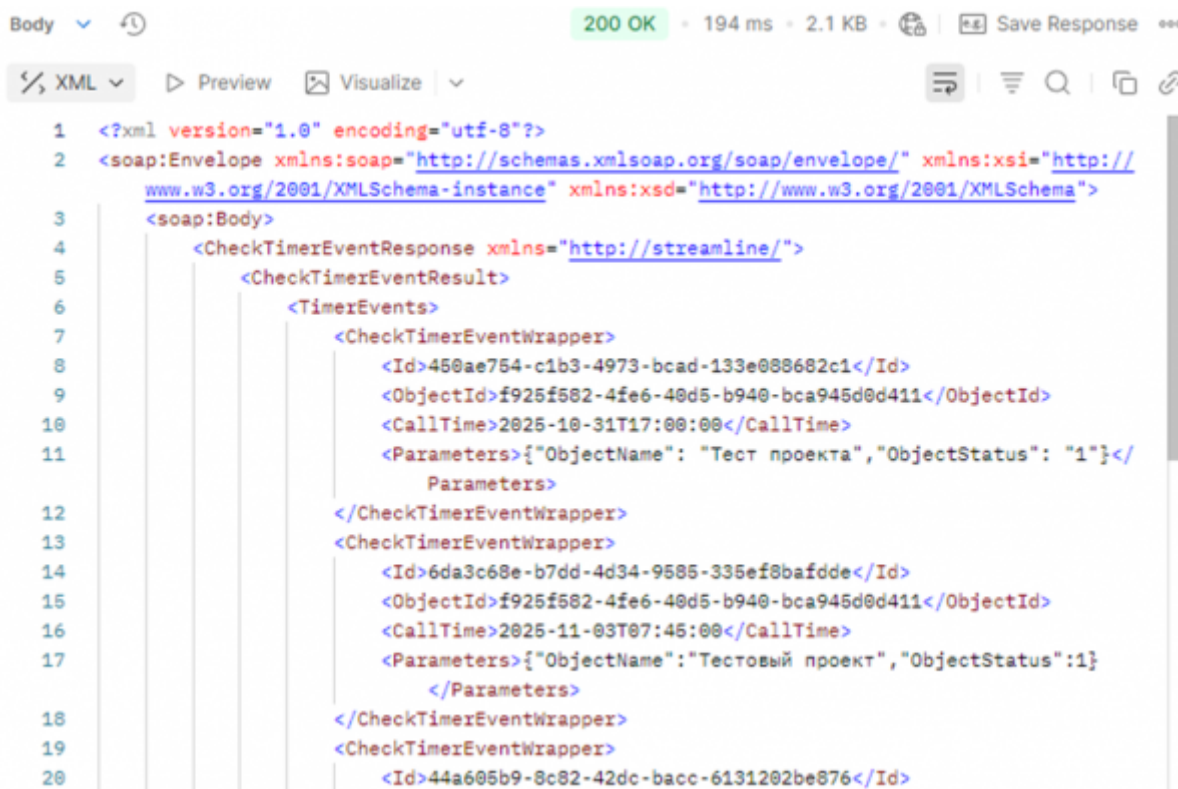 Body
200 OK • 194 ms • 2.1 KB • e.g. Save Response
XML Preview Visualize
1 <?xml version="1.0" encoding="utf-8"?>
2 <soap:Envelope xmlns:soap="http://schemas.xmlsoap.org/soap/envelope/" xmlns:xsi="http://
www.w3.org/2001/XMLSchema-instance" xmlns:xsd="http://www.w3.org/2001/XMLSchema">
3 <soap:Body>
4 <CheckTimerEventResponse xmlns="http://streamline/">
5 <CheckTimerEventResult>
6 <TimerEvents>
7 <CheckTimerEventWrapper>
8 <Id>450ae754-c1b3-4973-bcad-133e088682c1</Id>
9 <ObjectId>f925f582-4fe6-40d5-b940-bca945d0d411</ObjectId>
10 <CallTime>2025-10-31T17:00:00</CallTime>
11 <Parameters>{"ObjectName": "Тест проекта","ObjectStatus": "1"}</
Parameters>
12 </CheckTimerEventWrapper>
13 <CheckTimerEventWrapper>
14 <Id>6da3c68e-b7dd-4d34-9585-335ef8bafdde</Id>
15 <ObjectId>f925f582-4fe6-40d5-b940-bca945d0d411</ObjectId>
16 <CallTime>2025-11-03T07:45:00</CallTime>
17 <Parameters>{"ObjectName":"Тестовый проект","ObjectStatus":1}
</Parameters>
18 </CheckTimerEventWrapper>
19 <CheckTimerEventWrapper>
20 <Id>44a605b9-8c82-42dc-bacc-6131202be876</Id>